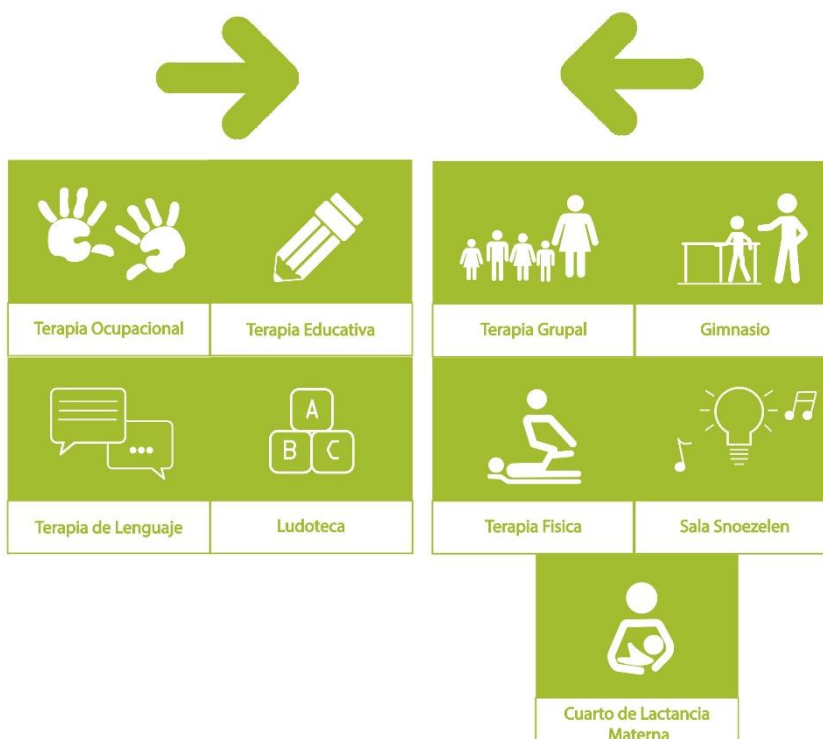 Terapia Ocupacional
Terapia Educativa
A
B C
Terapia de Lenguaje
Ludoteca
Terapia Grupal
Gimnasio
Terapia Fisica
Sala Snoezelen
Cuarto de Lactancia
Materna